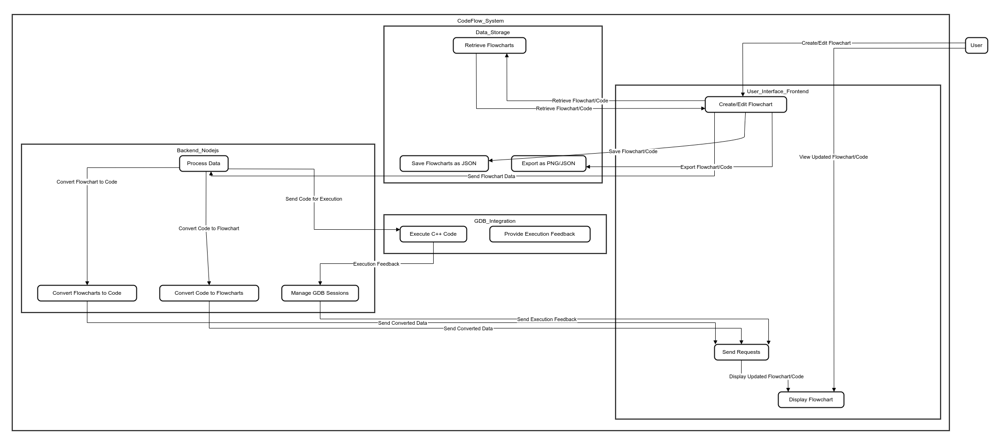 CodeFlow_System
Data_Storage
Retrieve Flowcharts
Create/Edit Flowchart
User
User_Interface_Frontend
Retrieve Flowchart/Code
Create/Edit Flowchart
Retrieve Flowchart/Code
Backend_Nodejs
Save Flowchart/Code
View Updated Flowchart/Code
Process Data
Save Flowcharts as JSON
Export as PNG/JSON
Export Flowchart/Code
Send Flowchart Data
Convert Flowchart to Code
Send Code for Execution
GDB_Integration
Convert Code to Flowchart
Execute C++ Code
Provide Execution Feedback
Execution Feedback
Convert Flowcharts to Code
Convert Code to Flowcharts
Manage GDB Sessions
Send Execution Feedback
Send Converted Data
Send Converted Data
Send Requests
Display Updated Flowchart/Code
Display Flowchart